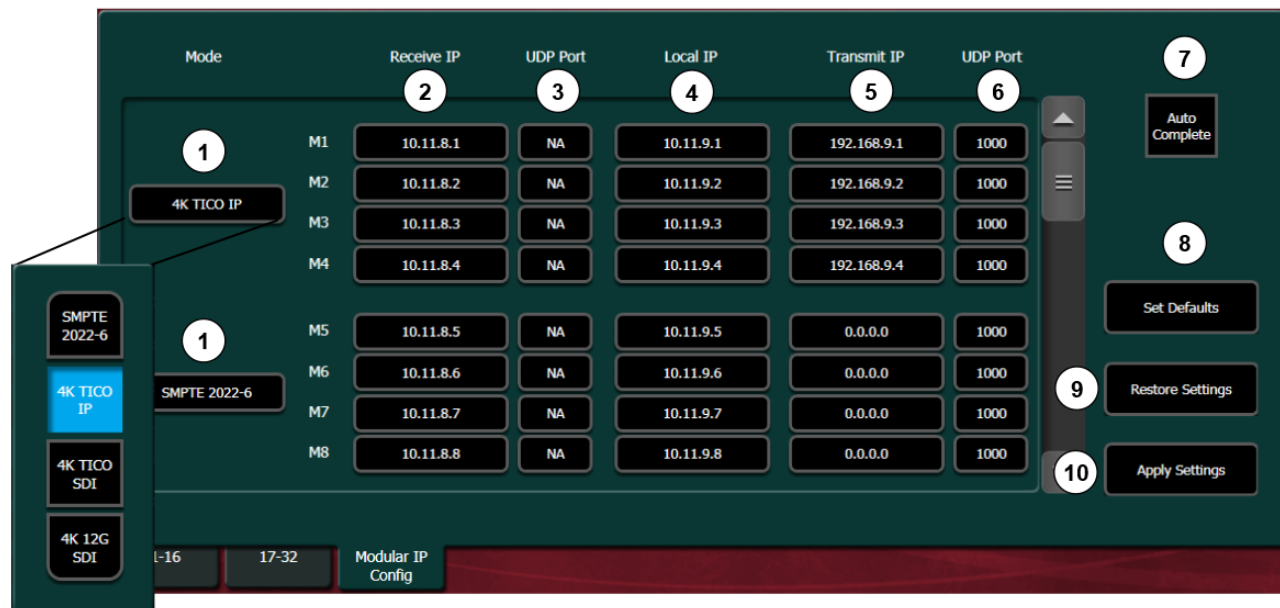 Mode Receive IP UDP Port Local IP Transmit IP UDP Port
7
2 3 4 5 6
Auto
Complete
1
M1 10.11.8.1 NA 10.11.9.1 192.168.9.1 1000
M2 10.11.8.2 NA 10.11.9.2 192.168.9.2 1000
4K TICO IP
M3 10.11.8.3 NA 10.11.9.3 192.168.9.3 1000
M4 10.11.8.4 NA 10.11.9.4 192.168.9.4 1000
8
Set Defaults
M5 10.11.8.5 NA 10.11.9.5 0.0.0.0 1000
1
M6 10.11.8.6 NA 10.11.9.6 0.0.0.0 1000
SMPTE 2022-6
9 Restore Settings
M7 10.11.8.7 NA 10.11.9.7 0.0.0.0 1000
M8 10.11.8.8 NA 10.11.9.8 0.0.0.0 1000
10 Apply Settings
SMPTE
2022-6
4K TICO
IP
4K TICO
SDI
4K 12G
SDI
-16 17-32 Modular IP
Config